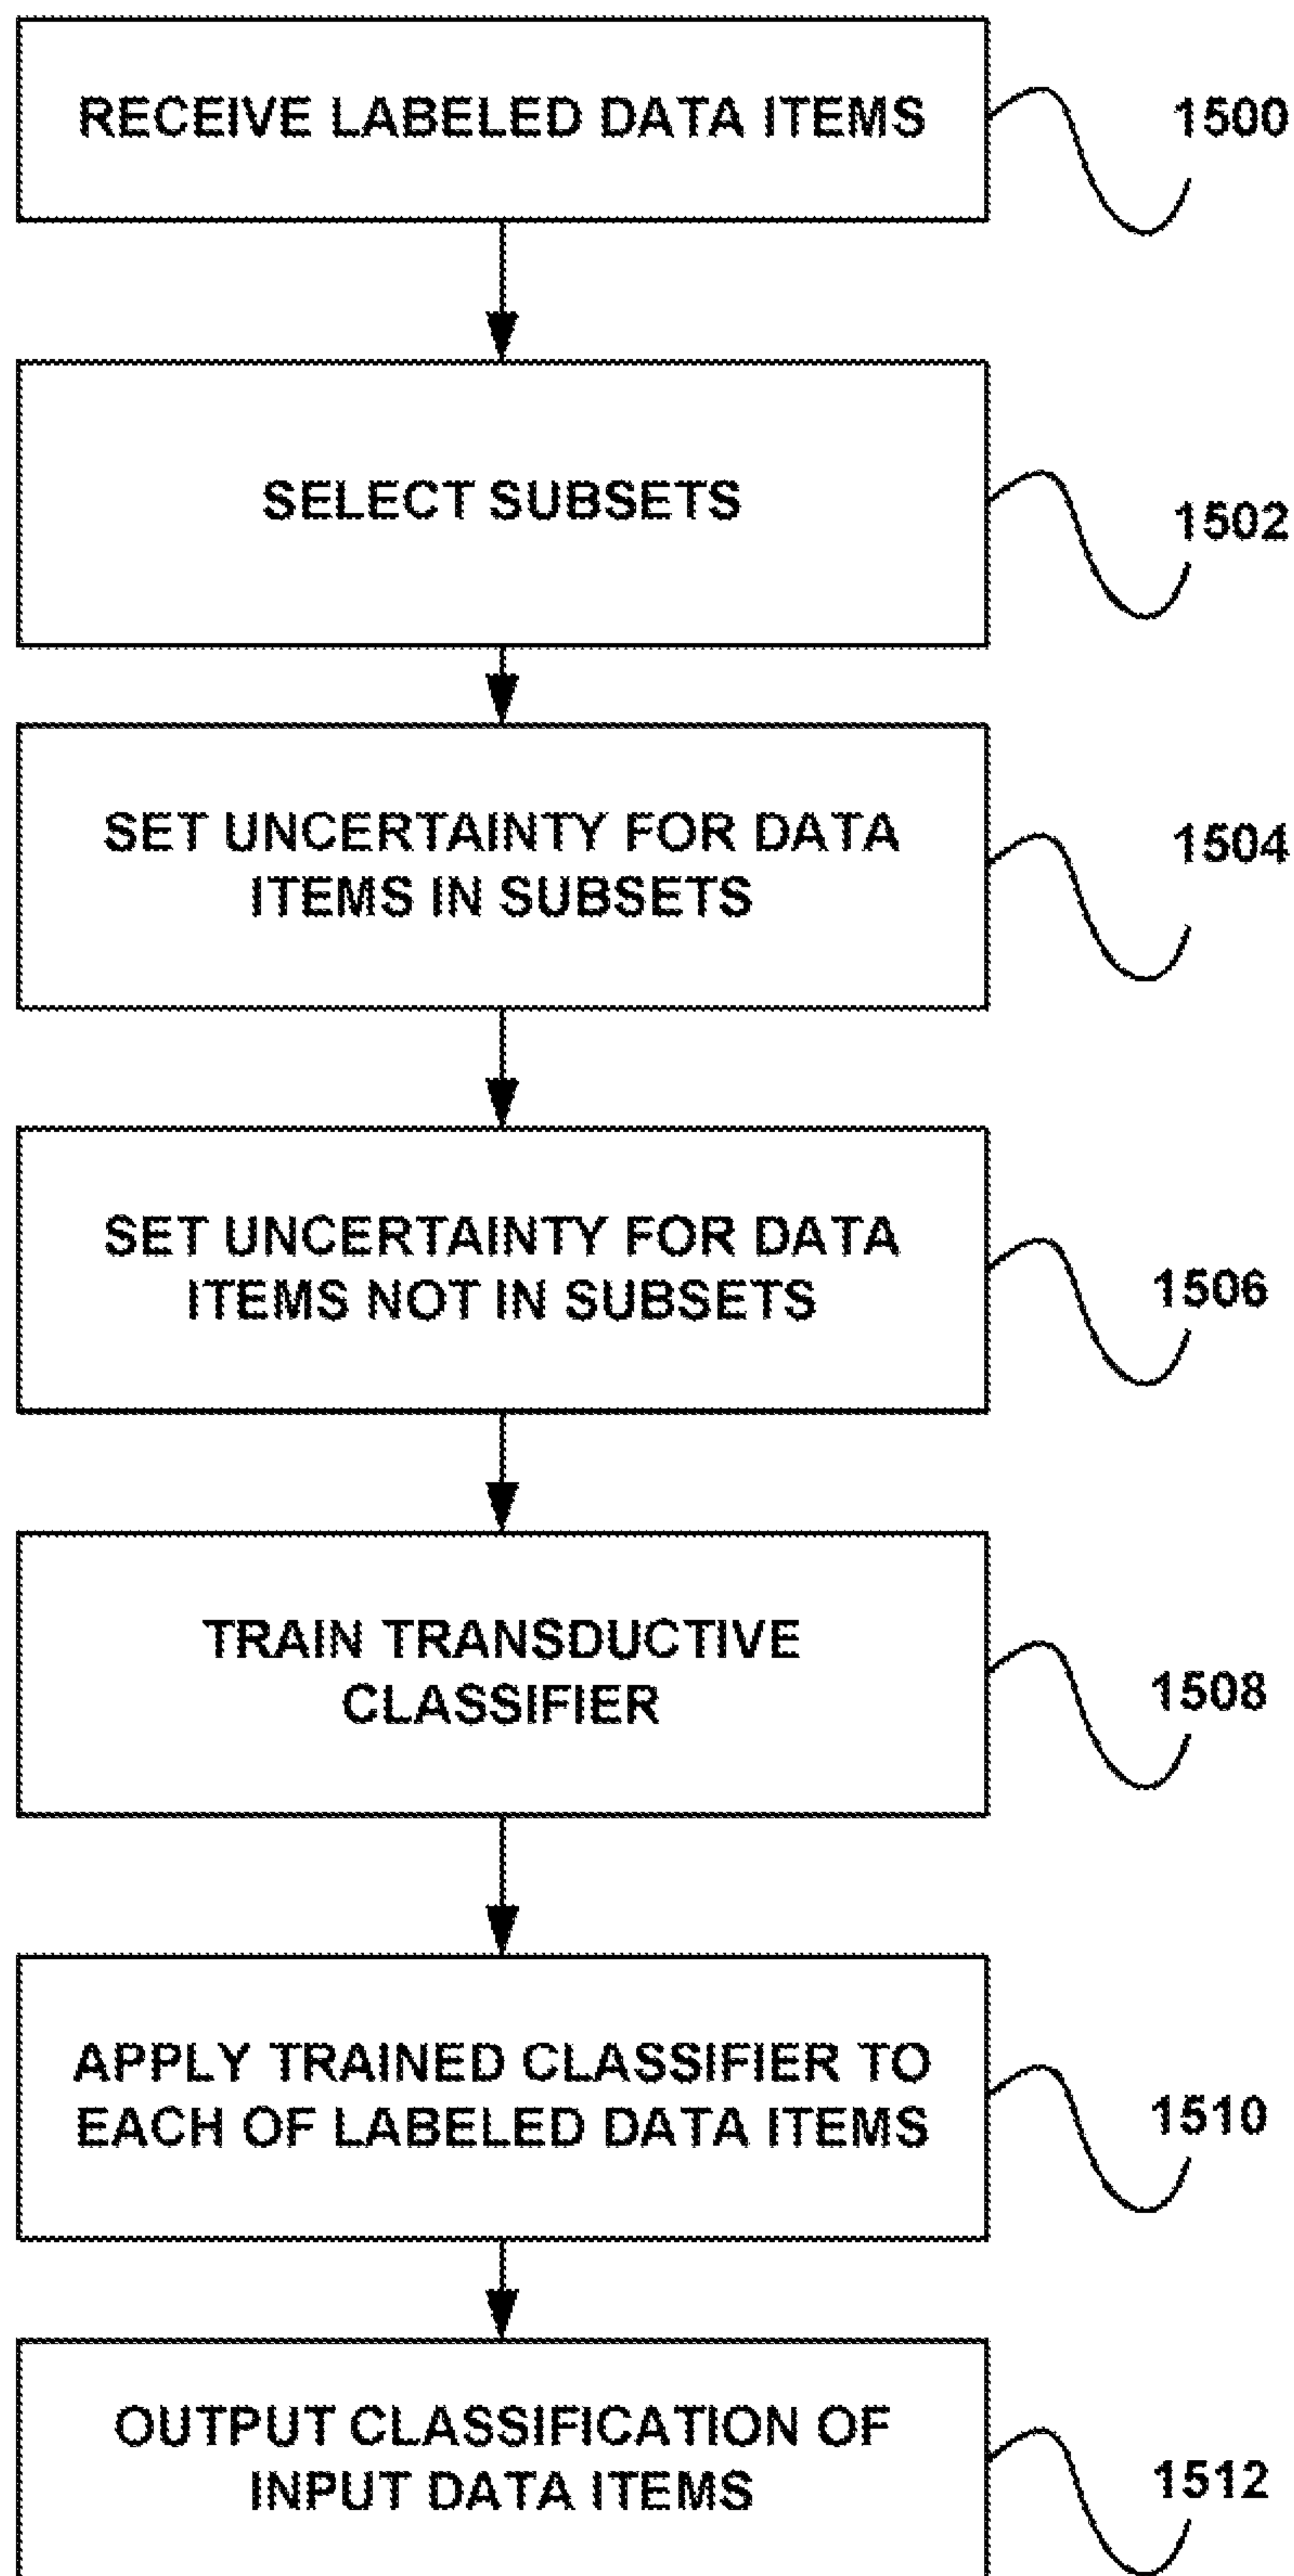 RECEIVE LABELED DATA ITEMS
1500
SELECT SUBSETS
1502
SET UNCERTAINTY FOR DATA
ITEMS IN SUBSETS
1504
SET UNCERTAINTY FOR DATA
ITEMS NOT IN SUBSETS
1506
TRAIN TRANSDUCTIVE
CLASSIFIER
1508
APPLY TRAINED CLASSIFIER TO
EACH OF LABELED DATA ITEMS
1510
OUTPUT CLASSIFICATION OF
INPUT DATA ITEMS
1512